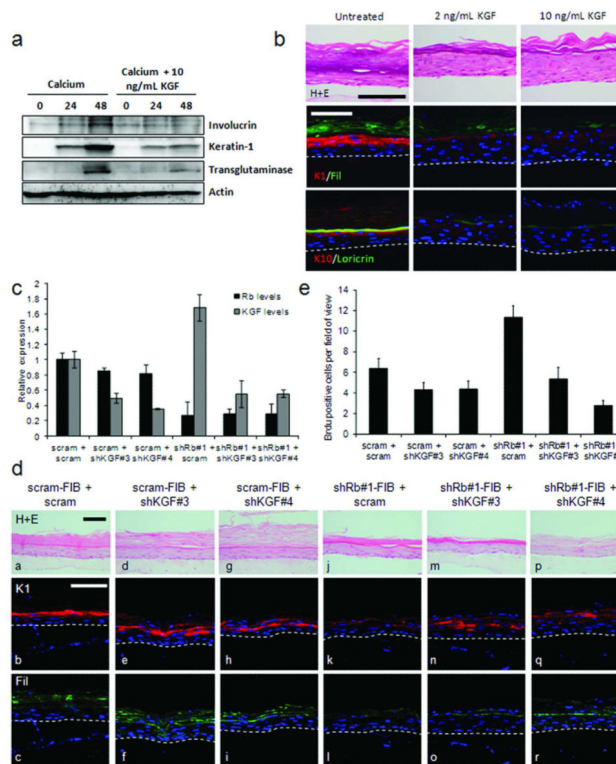 a
Calcium
Calcium + 10 ng/mL KGF
0 24 48 0 24 48
Involucrin
Keratin-1
Transglutaminase
Actin
b
Untreated
2 ng/mL KGF
10 ng/mL KGF
H+E
K1/Fil
K10/Loricrin
c
Relative expression
2
1.8
1.6
1.4
1.2
1
0.8
0.6
0.4
0.2
0
Rb levels
KGF levels
scram + scram
scram + shKGF#3
scram + shKGF#4
shRb#1 + scram
shRb#1 + shKGF#3
shRb#1 + shKGF#4
e
Brdu positive cells per field of view
14
12
10
8
6
4
2
0
scram + scram
scram + shKGF#3
scram + shKGF#4
shRb#1 + scram
shRb#1 + shKGF#3
shRb#1 + shKGF#4
d
scram-FIB + scram
scram-FIB + shKGF#3
scram-FIB + shKGF#4
shRb#1-FIB + scram
shRb#1-FIB + shKGF#3
shRb#1-FIB + shKGF#4
H+E
a d g j m p
K1
b e h k n q
Fil
c f i l o r